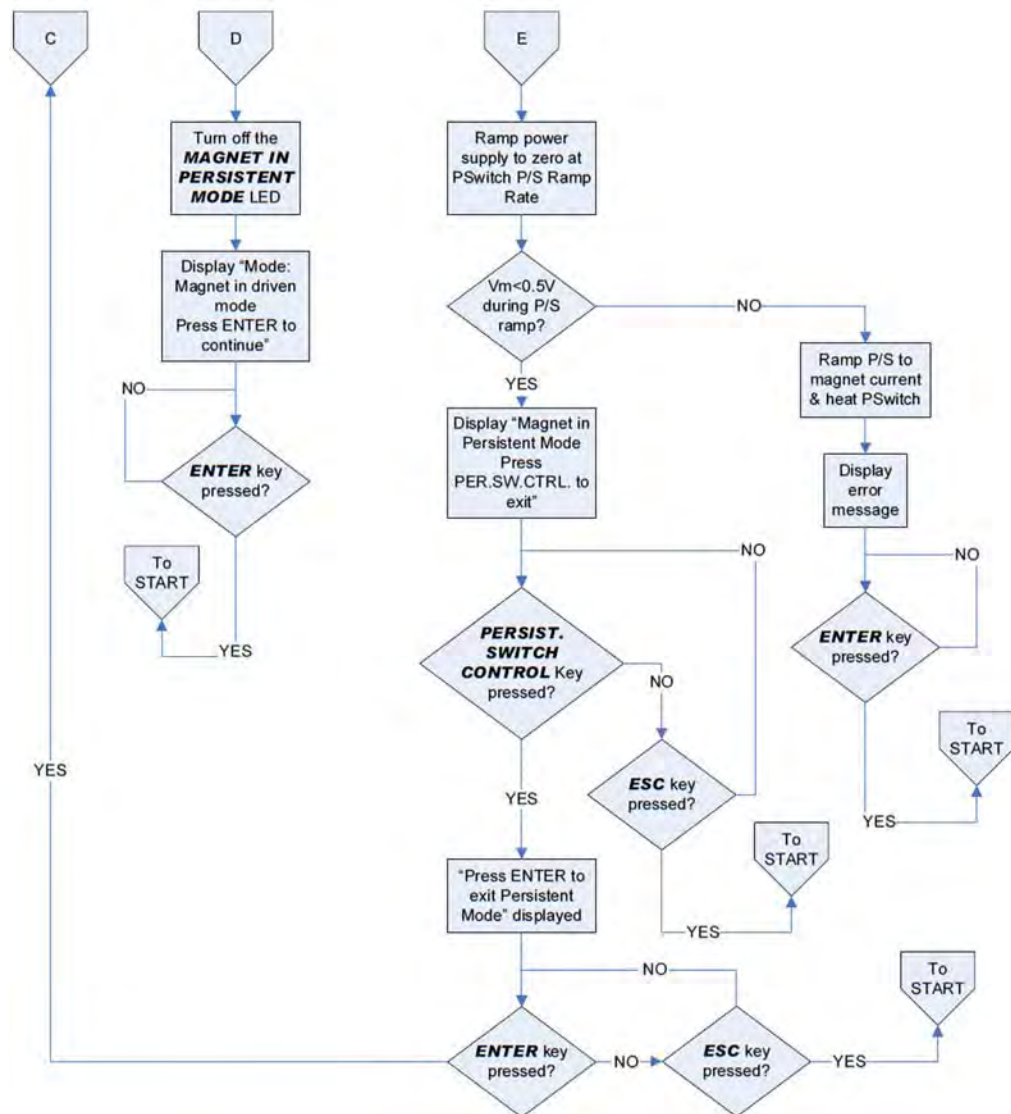 C
D
E
Turn off the
MAGNET IN
PERSISTENT
MODE LED
Ramp power
supply to zero at
PSwitch P/S Ramp
Rate
Display “Mode:
Magnet in driven
mode
Press ENTER to
continue”
Vm<0.5V
during P/S
ramp?
NO
Ramp P/S to
magnet current
& heat PSwitch
YES
NO
Display “Magnet in
Persistent Mode
Press
PER.SW.CTRL. to
exit”
ENTER key
pressed?
Display
error
message
To
START
YES
NO
NO
PERSIST.
SWITCH
CONTROL Key
pressed?
NO
ENTER key
pressed?
To
START
YES
YES
ESC key
pressed?
YES
To
START
“Press ENTER to
exit Persistent
Mode” displayed
YES
NO
To
START
ENTER key
pressed?
NO
ESC key
pressed?
YES